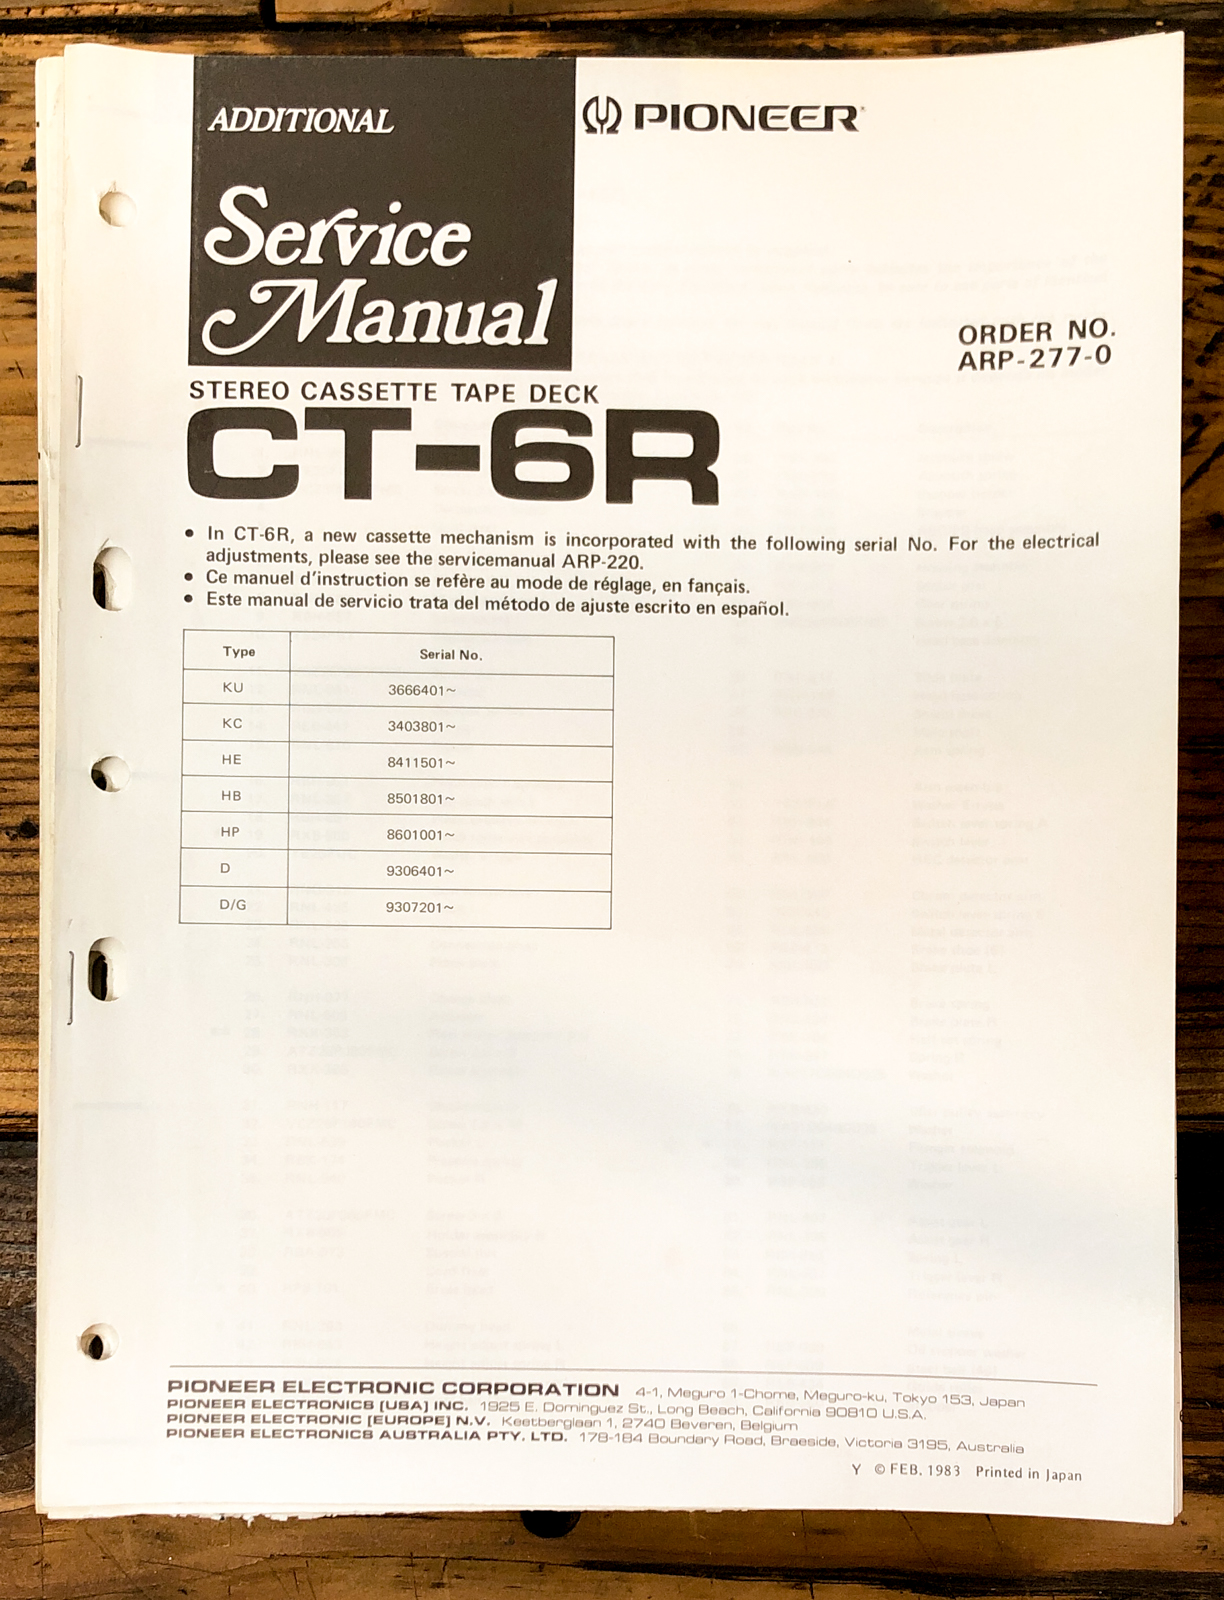 ADDITIONAL
PIONEER
Service
Manual
ORDER NO.
ARP-277-0
STEREO CASSETTE TAPE DECK
CT-6R
• In CT-6R, a new cassette mechanism is incorporated with the following serial No. For the electrical
adjustments, please see the servicemanual ARP-220.
• Ce manuel d'instruction se refère au mode de réglage, en fançais.
• Este manual de servicio trata del método de ajuste escrito en español.
Type Serial No.
KU 3666401~
KC 3403801~
HE 8411501~
HB 8501801~
HP 8601001~
D 9306401~
D/G 9307201~
PIONEER ELECTRONIC CORPORATION 4-1, Meguro 1-Chome, Meguro-ku, Tokyo 153, Japan
PIONEER ELECTRONICS (USA) INC. 1925 E. Dominguez St., Long Beach, California 90810 U.S.A.
PIONEER ELECTRONIC [EUROPE] N.V. Keetberglaan 1, 2740 Beveren, Belgium
PIONEER ELECTRONICS AUSTRALIA PTY. LTD. 178-184 Boundary Road, Braeside, Victoria 3195, Australia
Y © FEB. 1983 Printed in Japan